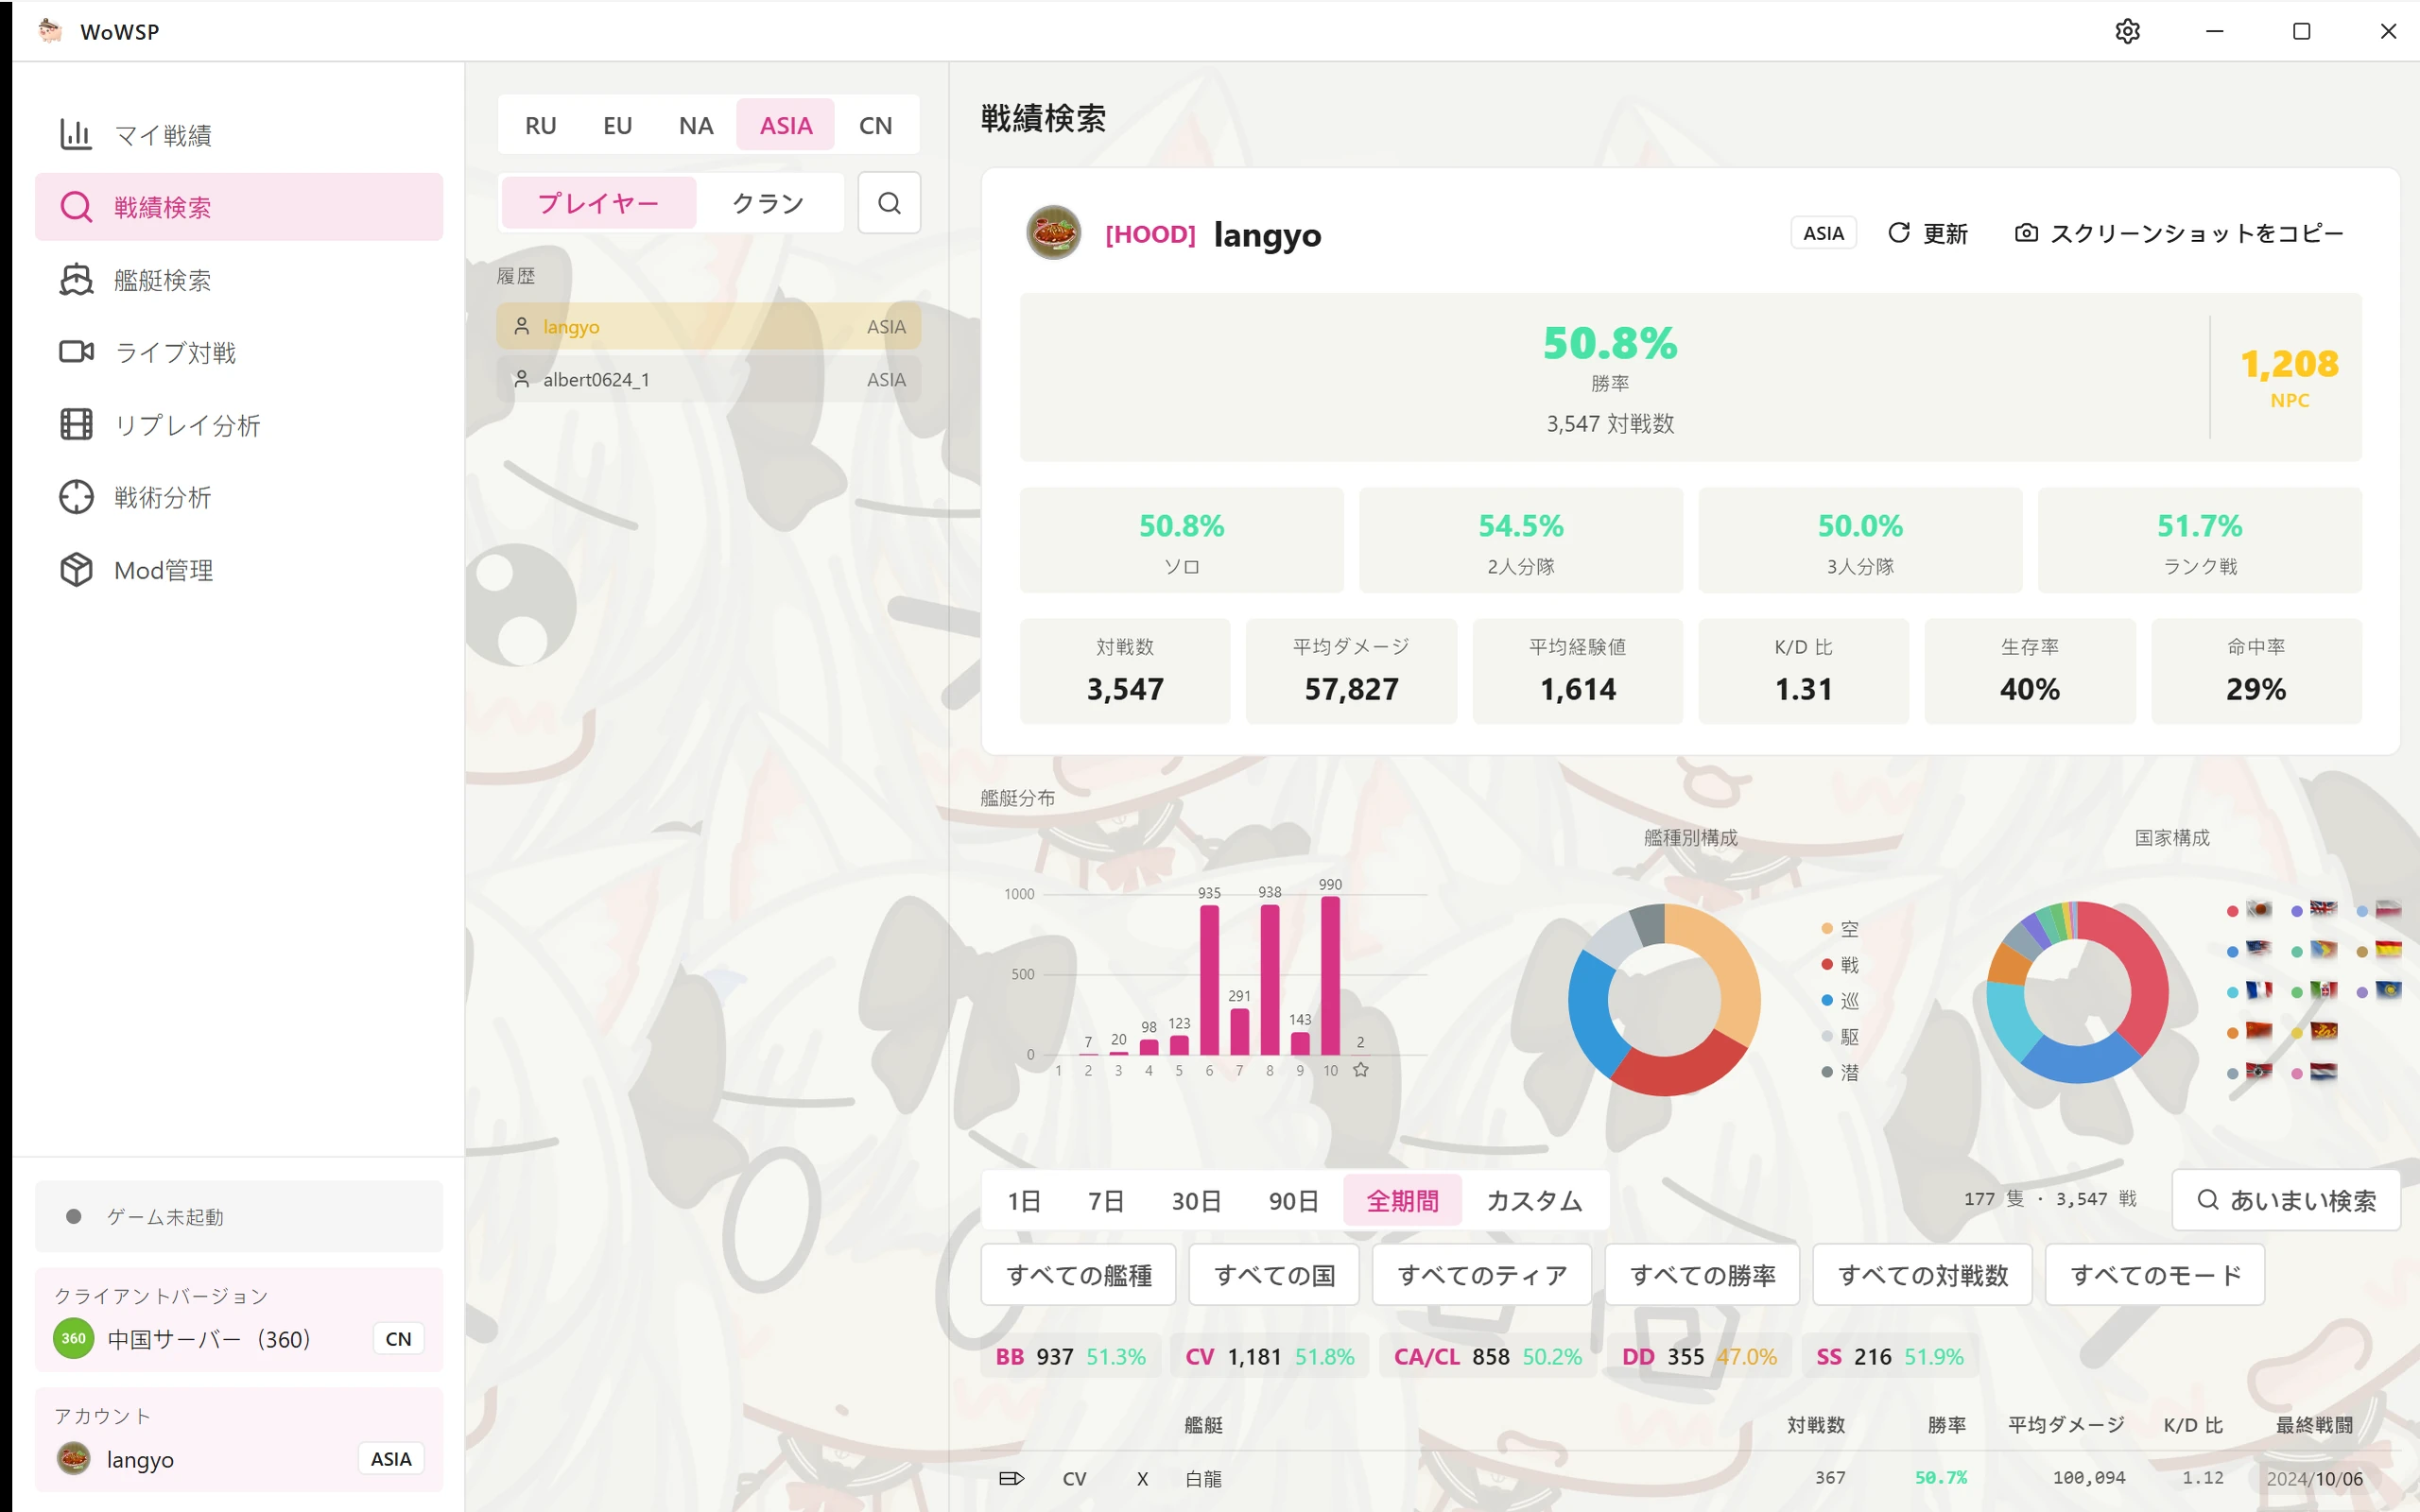 WoWSP
マイ戦績
戦績検索
艦艇検索
ライブ対戦
リプレイ分析
戦術分析
Mod管理
ゲーム未起動
クライアントバージョン
360 中国サーバー（360） CN
アカウント
langyo ASIA
RU EU NA ASIA CN
プレイヤー クラン
履歴
langyo ASIA
albert0624_1 ASIA
戦績検索
[HOOD] langyo ASIA 更新 スクリーンショットをコピー
50.8%
勝率
3,547 対戦数
1,208
NPC
50.8% 54.5% 50.0% 51.7%
ソロ 2人分隊 3人分隊 ランク戦
対戦数 平均ダメージ 平均経験値 K/D 比 生存率 命中率
3,547 57,827 1,614 1.31 40% 29%
艦艇分布
1000
500
0
7 20 98 123 935 291 938 143 990 2
1 2 3 4 5 6 7 8 9 10
艦種別構成
空
戦
巡
駆
潜
国家構成
1日 7日 30日 90日 全期間 カスタム
177 隻 · 3,547 戦 あいまい検索
すべての艦種 すべての国 すべてのティア すべての勝率 すべての対戦数 すべてのモード
BB 937 51.3% CV 1,181 51.8% CA/CL 858 50.2% DD 355 47.0% SS 216 51.9%
艦艇 対戦数 勝率 平均ダメージ K/D 比 最終戦闘
CV X 白龍 367 50.7% 100,094 1.12 2024/10/06